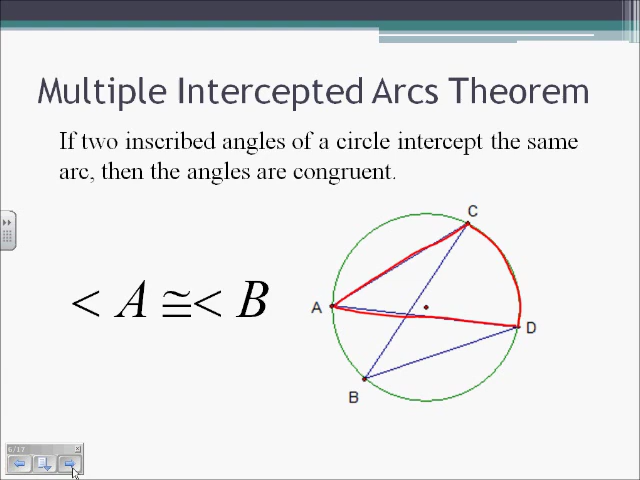 Multiple Intercepted Arcs Theorem
If two inscribed angles of a circle intercept the same
arc, then the angles are congruent.
< A ≅< B
C
A
D
B
6/17